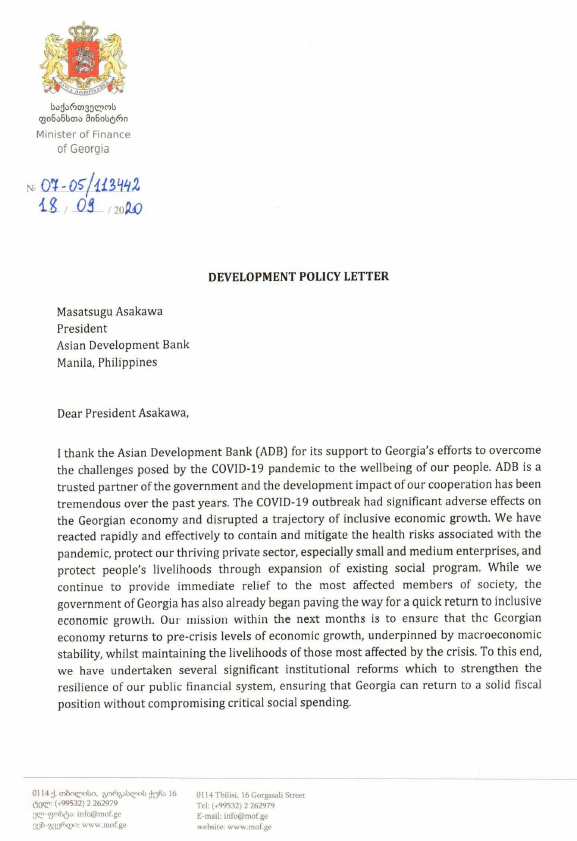 საქართველოს
ფინანსთა მინისტრი
Minister of Finance
of Georgia
№ 07-05/113442
18 / 09 / 2020
DEVELOPMENT POLICY LETTER
Masatsugu Asakawa
President
Asian Development Bank
Manila, Philippines
Dear President Asakawa,
I thank the Asian Development Bank (ADB) for its support to Georgia's efforts to overcome
the challenges posed by the COVID-19 pandemic to the wellbeing of our people. ADB is a
trusted partner of the government and the development impact of our cooperation has been
tremendous over the past years. The COVID-19 outbreak had significant adverse effects on
the Georgian economy and disrupted a trajectory of inclusive economic growth. We have
reacted rapidly and effectively to contain and mitigate the health risks associated with the
pandemic, protect our thriving private sector, especially small and medium enterprises, and
protect people's livelihoods through expansion of existing social program. While we
continue to provide immediate relief to the most affected members of society, the
government of Georgia has also already began paving the way for a quick return to inclusive
economic growth. Our mission within the next months is to ensure that the Georgian
economy returns to pre-crisis levels of economic growth, underpinned by macroeconomic
stability, whilst maintaining the livelihoods of those most affected by the crisis. To this end,
we have undertaken several significant institutional reforms which to strengthen the
resilience of our public financial system, ensuring that Georgia can return to a solid fiscal
position without compromising critical social spending.
0114 ქ. თბილისი, გორგასლის ქუჩა 16
ტელ: (+99532) 2 262979
ელ-ფოსტა: info@mof.ge
ვებ-გვერდი: www.mof.ge
0114 Tbilisi, 16 Gorgasali Street
Tel: (+99532) 2 262979
E-mail: info@mof.ge
website: www.mof.ge